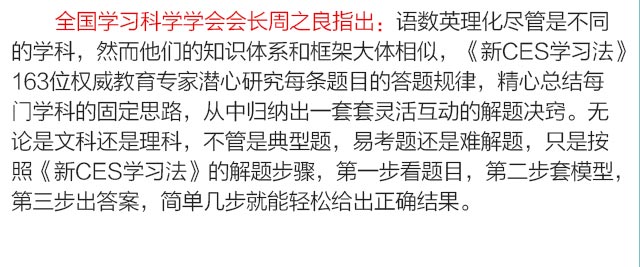 全国学习科学学会会长周之良指出：语数英理化尽管是不同
的学科，然而他们的知识体系和框架大体相似，《新CES学习法》
163位权威教育专家潜心研究每条题目的答题规律，精心总结每
门学科的固定思路，从中归纳出一套套灵活互动的解题决窍。无
论是文科还是理科，不管是典型题，易考题还是难解题，只是按
照《新CES学习法》的解题步骤，第一步看题目，第二步套模型，
第三步出答案，简单几步就能轻松给出正确结果。